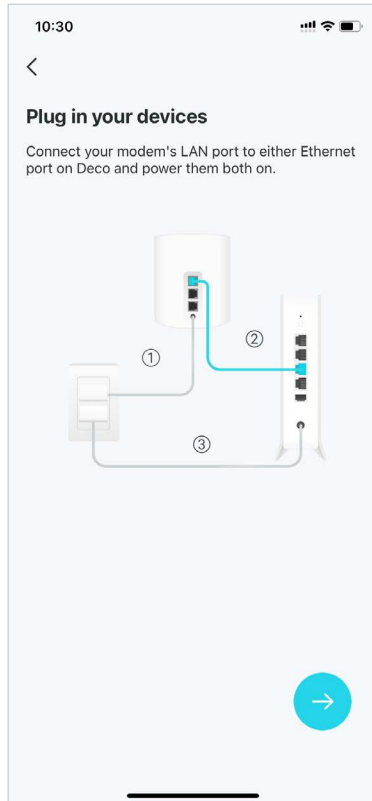 10:30
Plug in your devices
Connect your modem's LAN port to either Ethernet
port on Deco and power them both on.
①
②
③